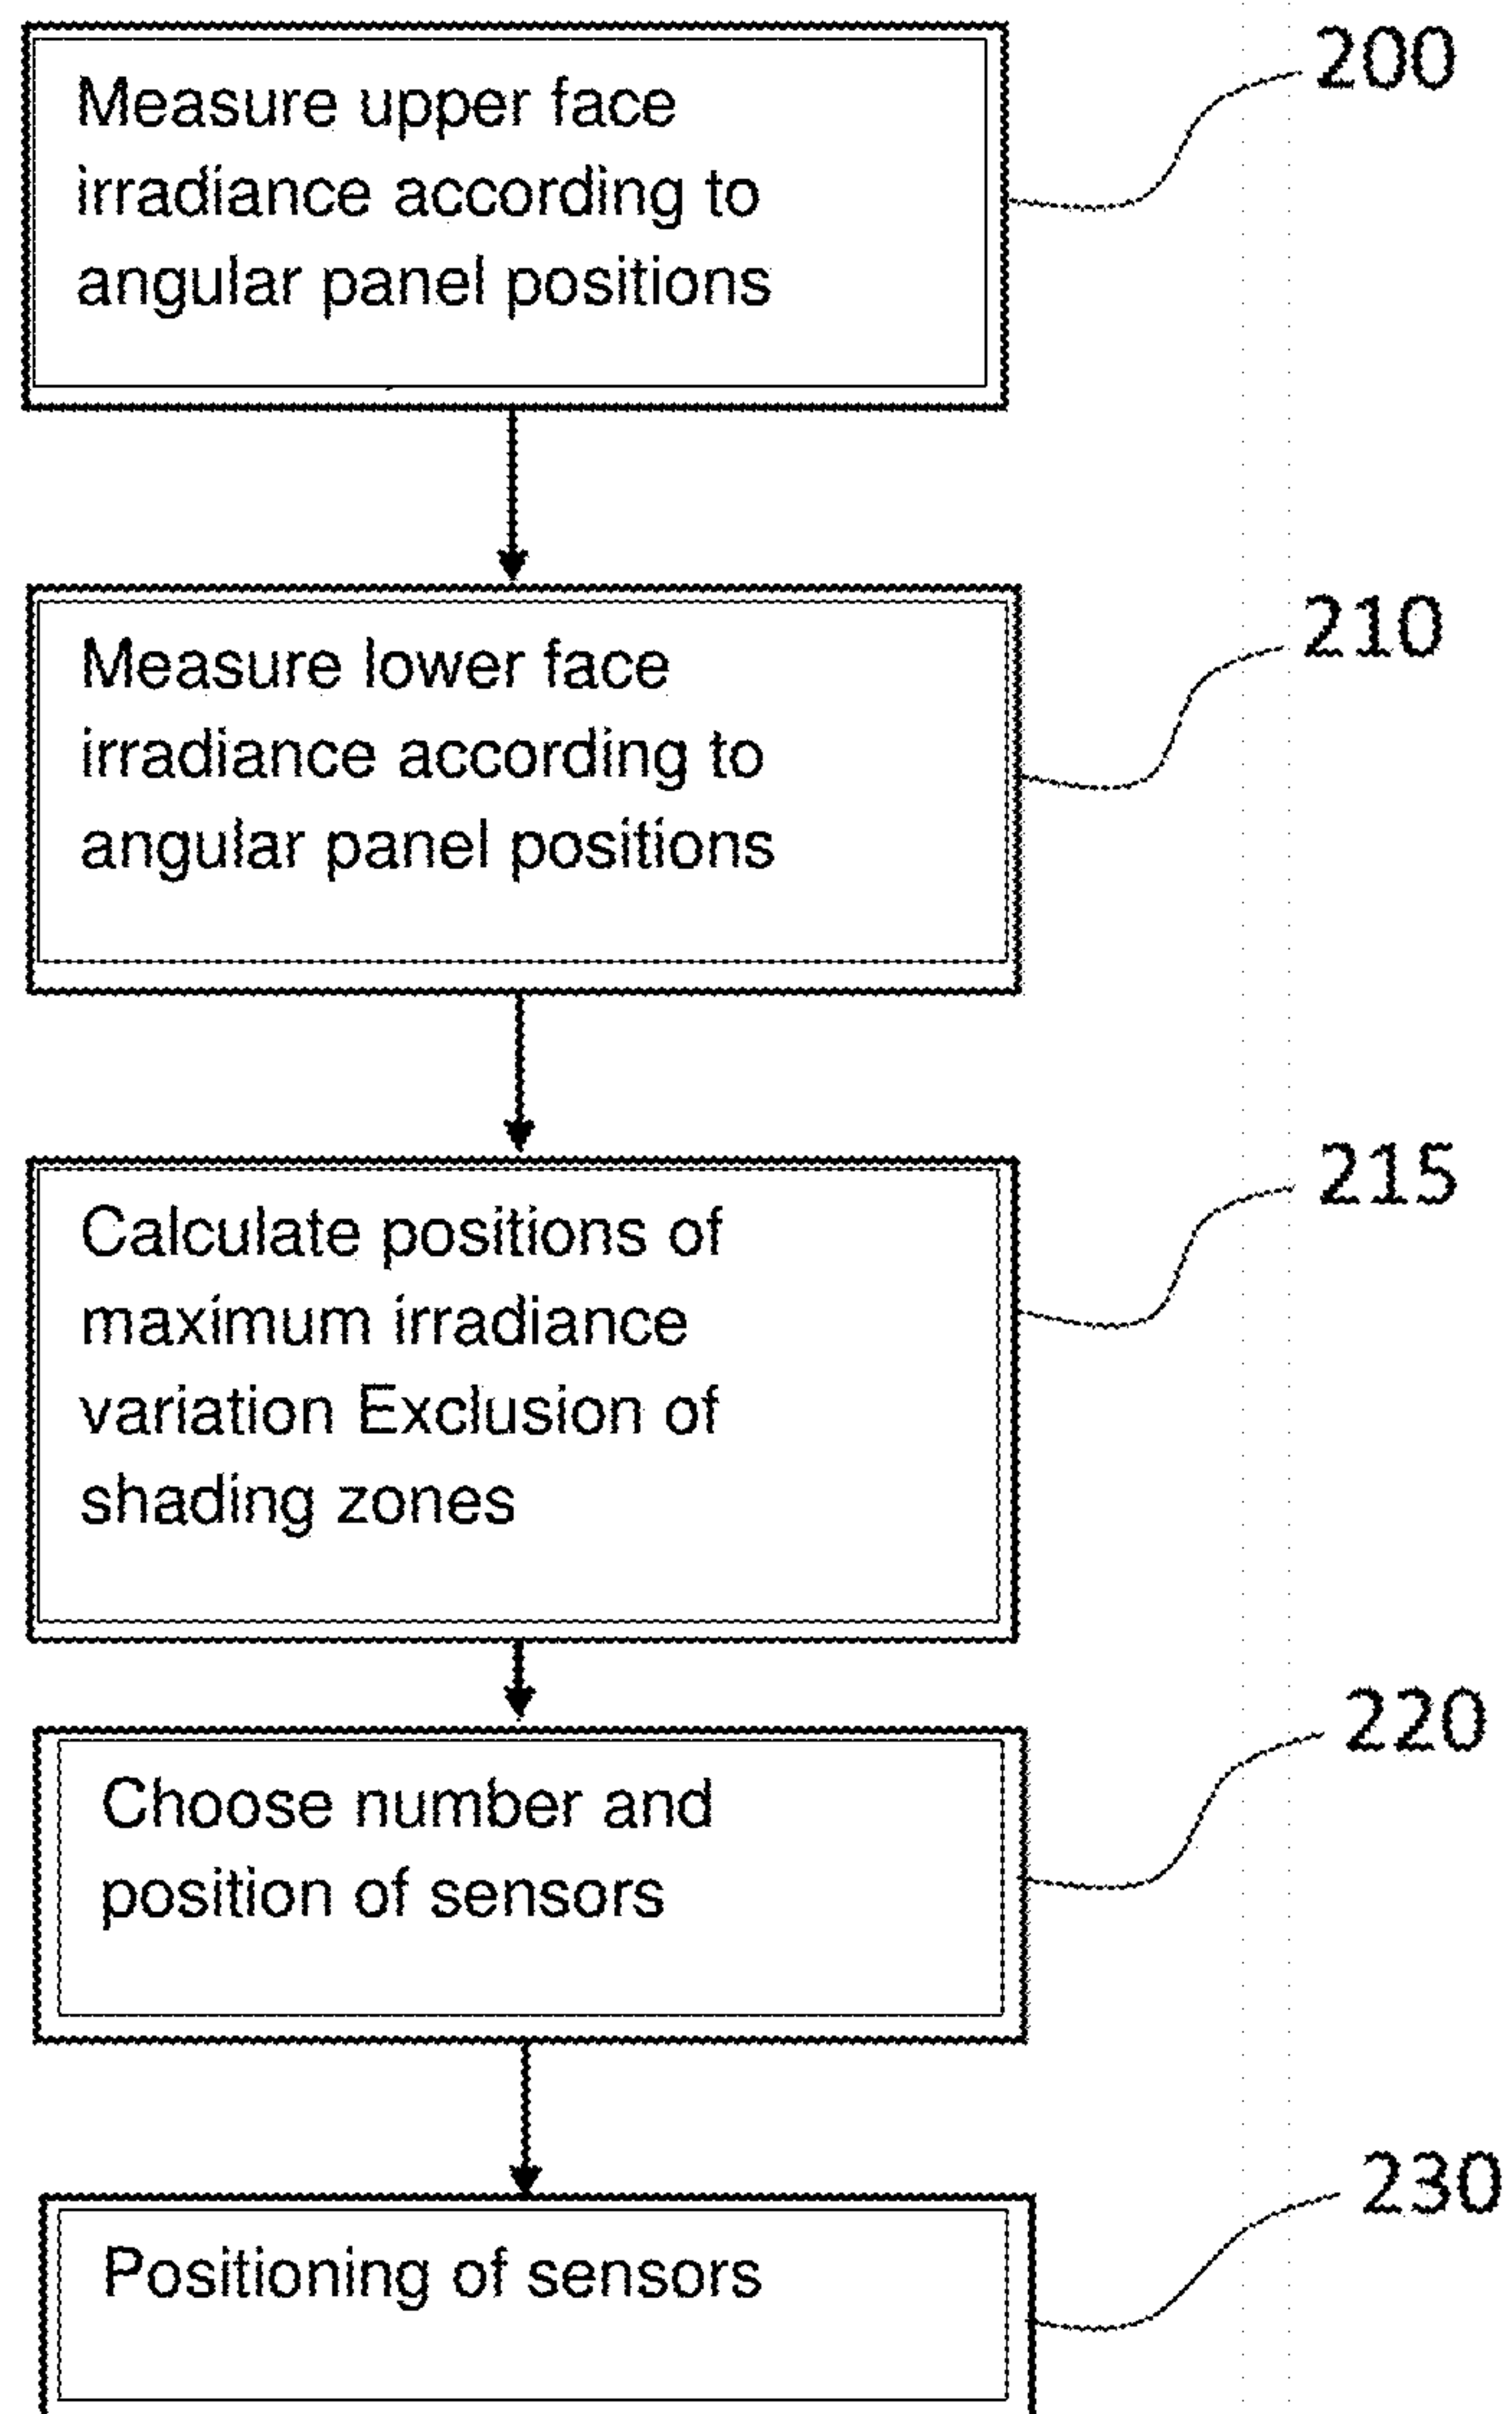 Measure upper face
irradiance according to
angular panel positions
200
Measure lower face
irradiance according to
angular panel positions
210
Calculate positions of
maximum irradiance
variation Exclusion of
shading zones
215
Choose number and
position of sensors
220
Positioning of sensors
230